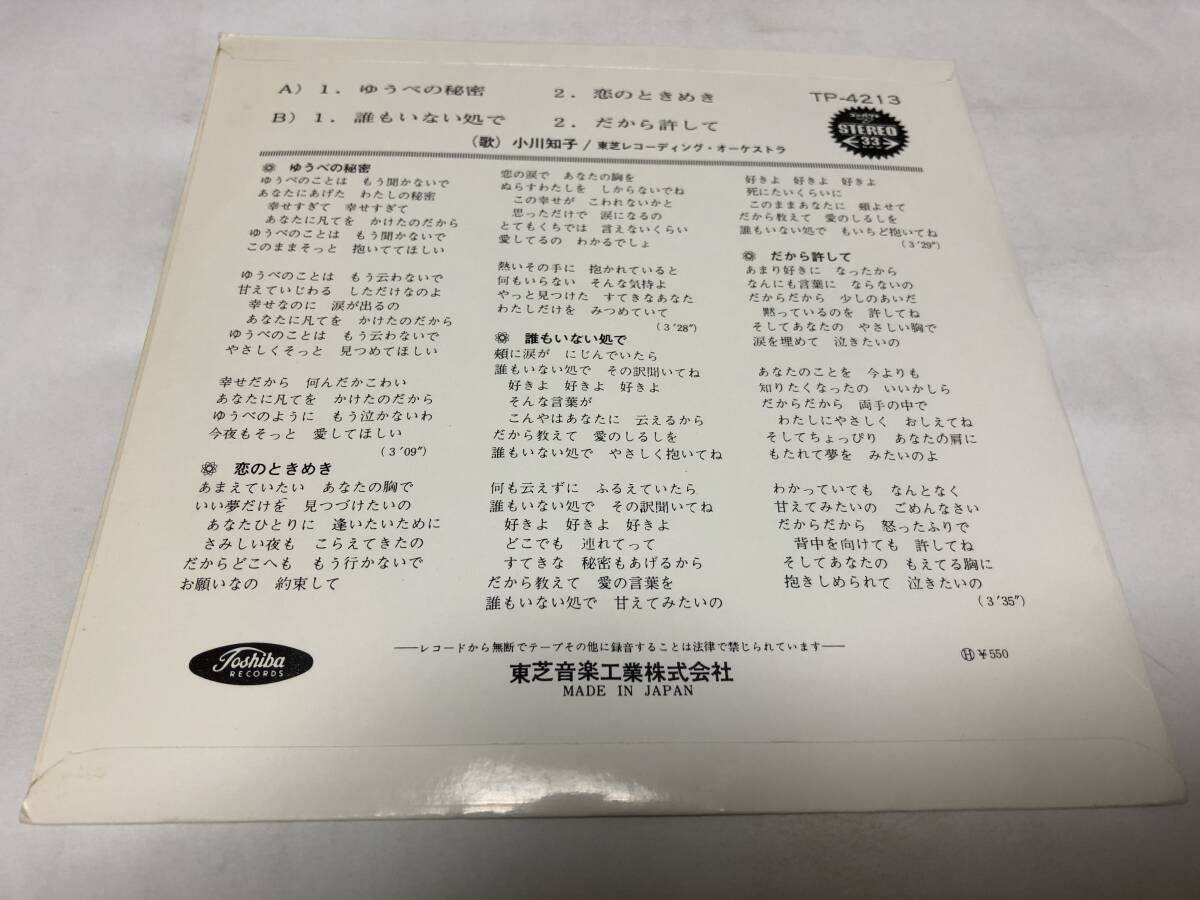 A) 1. ゆうべの秘密 2. 恋のときめき
TP-4213
B) 1. 誰もいない処で 2. だから許して
STEREO
33
(歌) 小川知子/東芝レコーディング・オーケストラ
ゆうべの秘密
ゆうべのことは もう聞かないで
あなたにあげた わたしの秘密
幸せすぎて 幸せすぎて
あなたに凡てを かけたのだから
ゆうべのことは もう聞かないで
このままそっと 抱いててほしい
ゆうべのことは もう云わないで
甘えていじわる しただけなのよ
幸せなのに 涙が出るの
あなたに凡てを かけたのだから
ゆうべのことは もう云わないで
やさしくそっと 見つめてほしい
幸せだから 何んだかこわい
あなたに凡てを かけたのだから
ゆうべのように もう泣かないわ
今夜もそっと 愛してほしい
(3′09″)
恋のときめき
あまえていたい あなたの胸で
いい夢だけを 見つづけたいの
あなたひとりに 逢いたいために
さみしい夜も こらえてきたの
だからどこへも もう行かないで
お願いなの 約束して
恋の涙で あなたの胸を
ぬらすわたしを しからないでね
この幸せが こわれないかと
思っただけで 涙になるの
とてもくちでは 言えないくらい
愛してるの わかるでしょ
熱いその手に 抱かれていると
何もいらない そんな気持よ
やっと見つけた すてきなあなた
わたしだけを みつめていて
(3′28″)
誰もいない処で
頬に涙が にじんでいたら
誰もいない処で その訳聞いてね
好きよ 好きよ 好きよ
そんな言葉が
こんやはあなたに 云えるから
だから教えて 愛のしるしを
誰もいない処で やさしく抱いてね
何も云えずに ふるえていたら
誰もいない処で その訳聞いてね
好きよ 好きよ 好きよ
どこでも 連れてって
すてきな 秘密もあげるから
だから教えて 愛の言葉を
誰もいない処で 甘えてみたいの
好きよ 好きよ 好きよ
死にたいくらいに
このままあなたに 頬よせて
だから教えて 愛のしるしを
誰もいない処で もいちど抱いてね
(3′29″)
だから許して
あまり好きに なったから
なんにも言葉に ならないの
だからだから 少しのあいだ
黙っているのを 許してね
そしてあなたの やさしい胸で
涙を埋めて 泣きたいの
あなたのことを 今よりも
知りたくなったの いいかしら
だからだから 両手の中で
わたしにやさしく おしえてね
そしてちょっぴり あなたの肩に
もたれて夢を みたいのよ
わかっていても なんとなく
甘えてみたいの ごめんなさい
だからだから 怒ったふりで
背中を向けても 許してね
そしてあなたの もえてる胸に
抱きしめられて 泣きたいの
(3′35″)
Toshiba
RECORDS
――レコードから無断でテープその他に録音することは法律で禁じられています――
Ⓗ ¥550
東芝音楽工業株式会社
MADE IN JAPAN